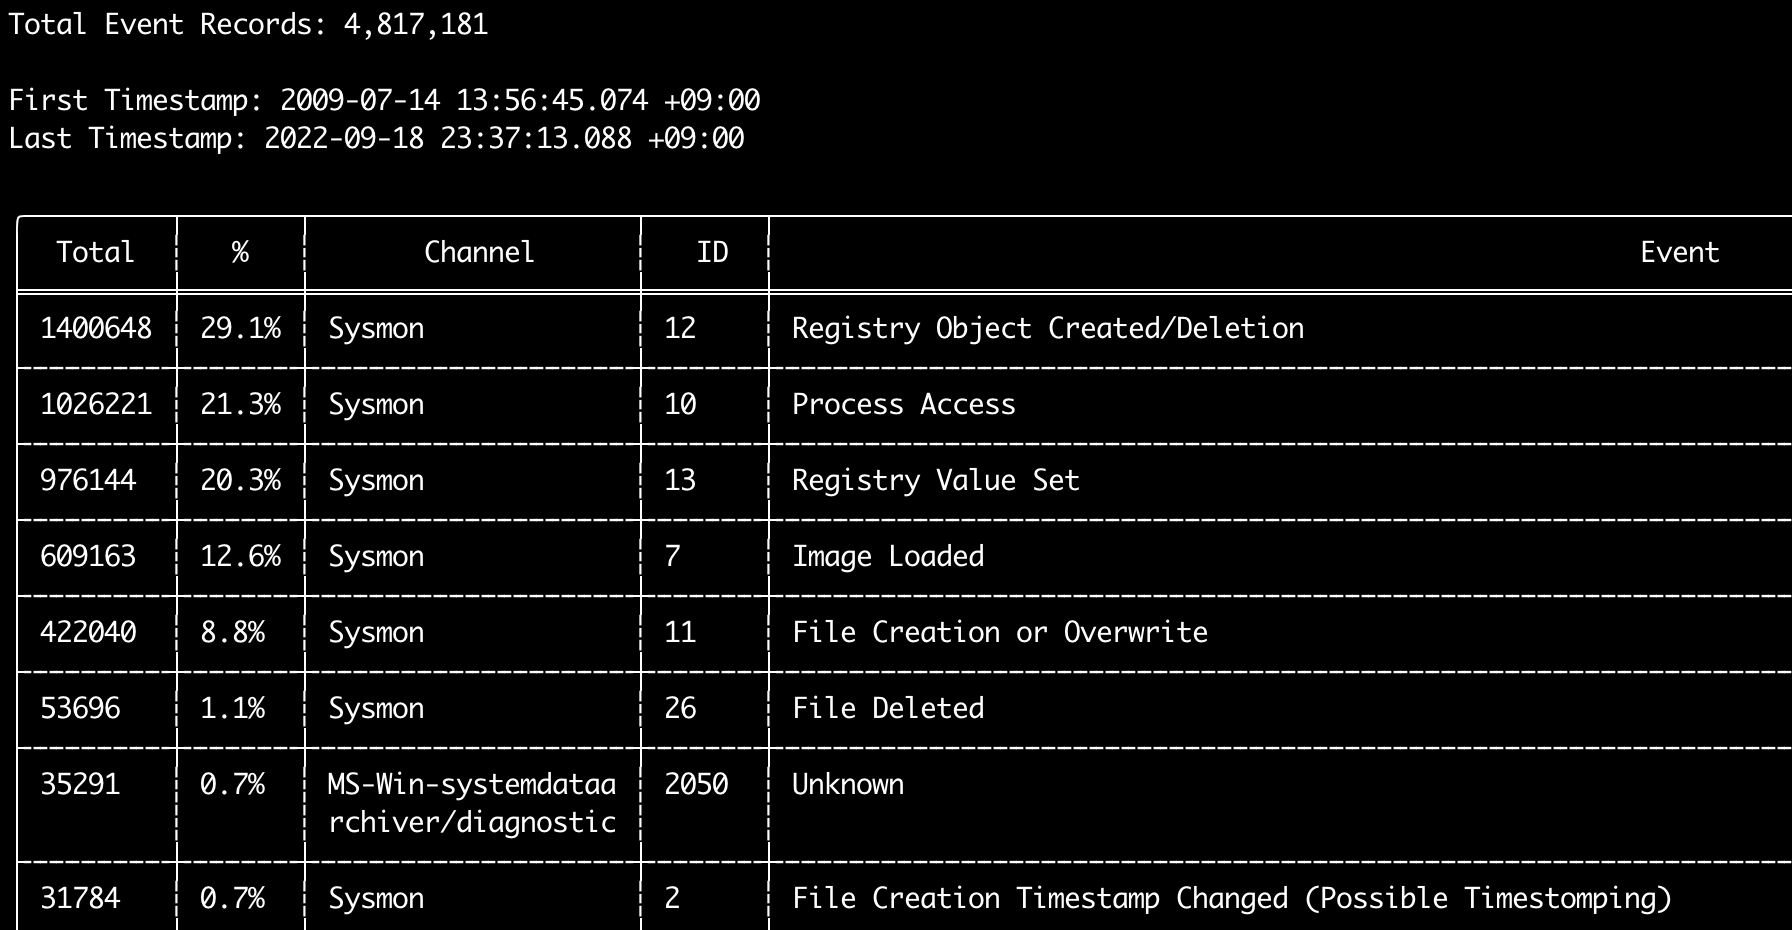 Total Event Records: 4,817,181
First Timestamp: 2009-07-14 13:56:45.074 +09:00
Last Timestamp: 2022-09-18 23:37:13.088 +09:00
Total % Channel ID Event
1400648 29.1% Sysmon 12 Registry Object Created/Deletion
1026221 21.3% Sysmon 10 Process Access
976144 20.3% Sysmon 13 Registry Value Set
609163 12.6% Sysmon 7 Image Loaded
422040 8.8% Sysmon 11 File Creation or Overwrite
53696 1.1% Sysmon 26 File Deleted
35291 0.7% MS-Win-systemdataa 2050 Unknown
rchiver/diagnostic
31784 0.7% Sysmon 2 File Creation Timestamp Changed (Possible Timestomping)